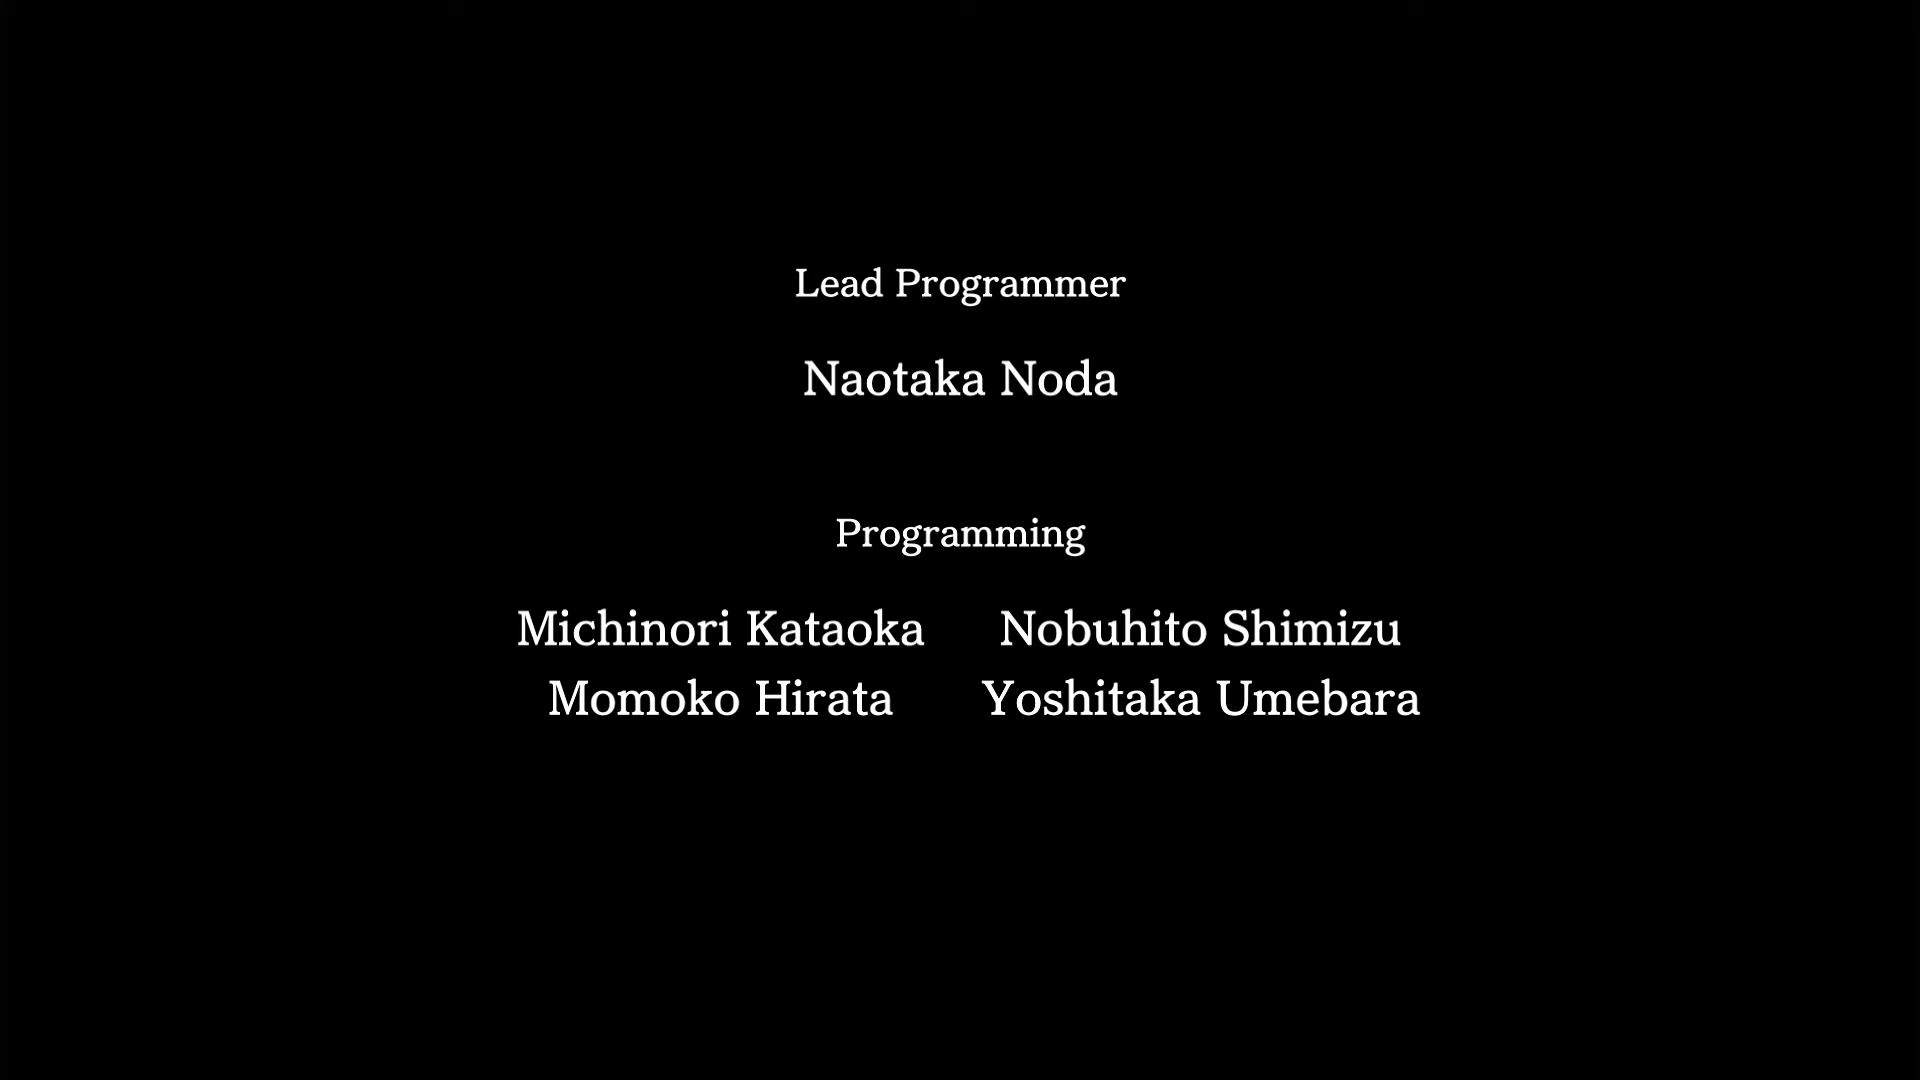 Lead Programmer
Naotaka Noda
Programming
Michinori Kataoka Nobuhito Shimizu
Momoko Hirata Yoshitaka Umebara